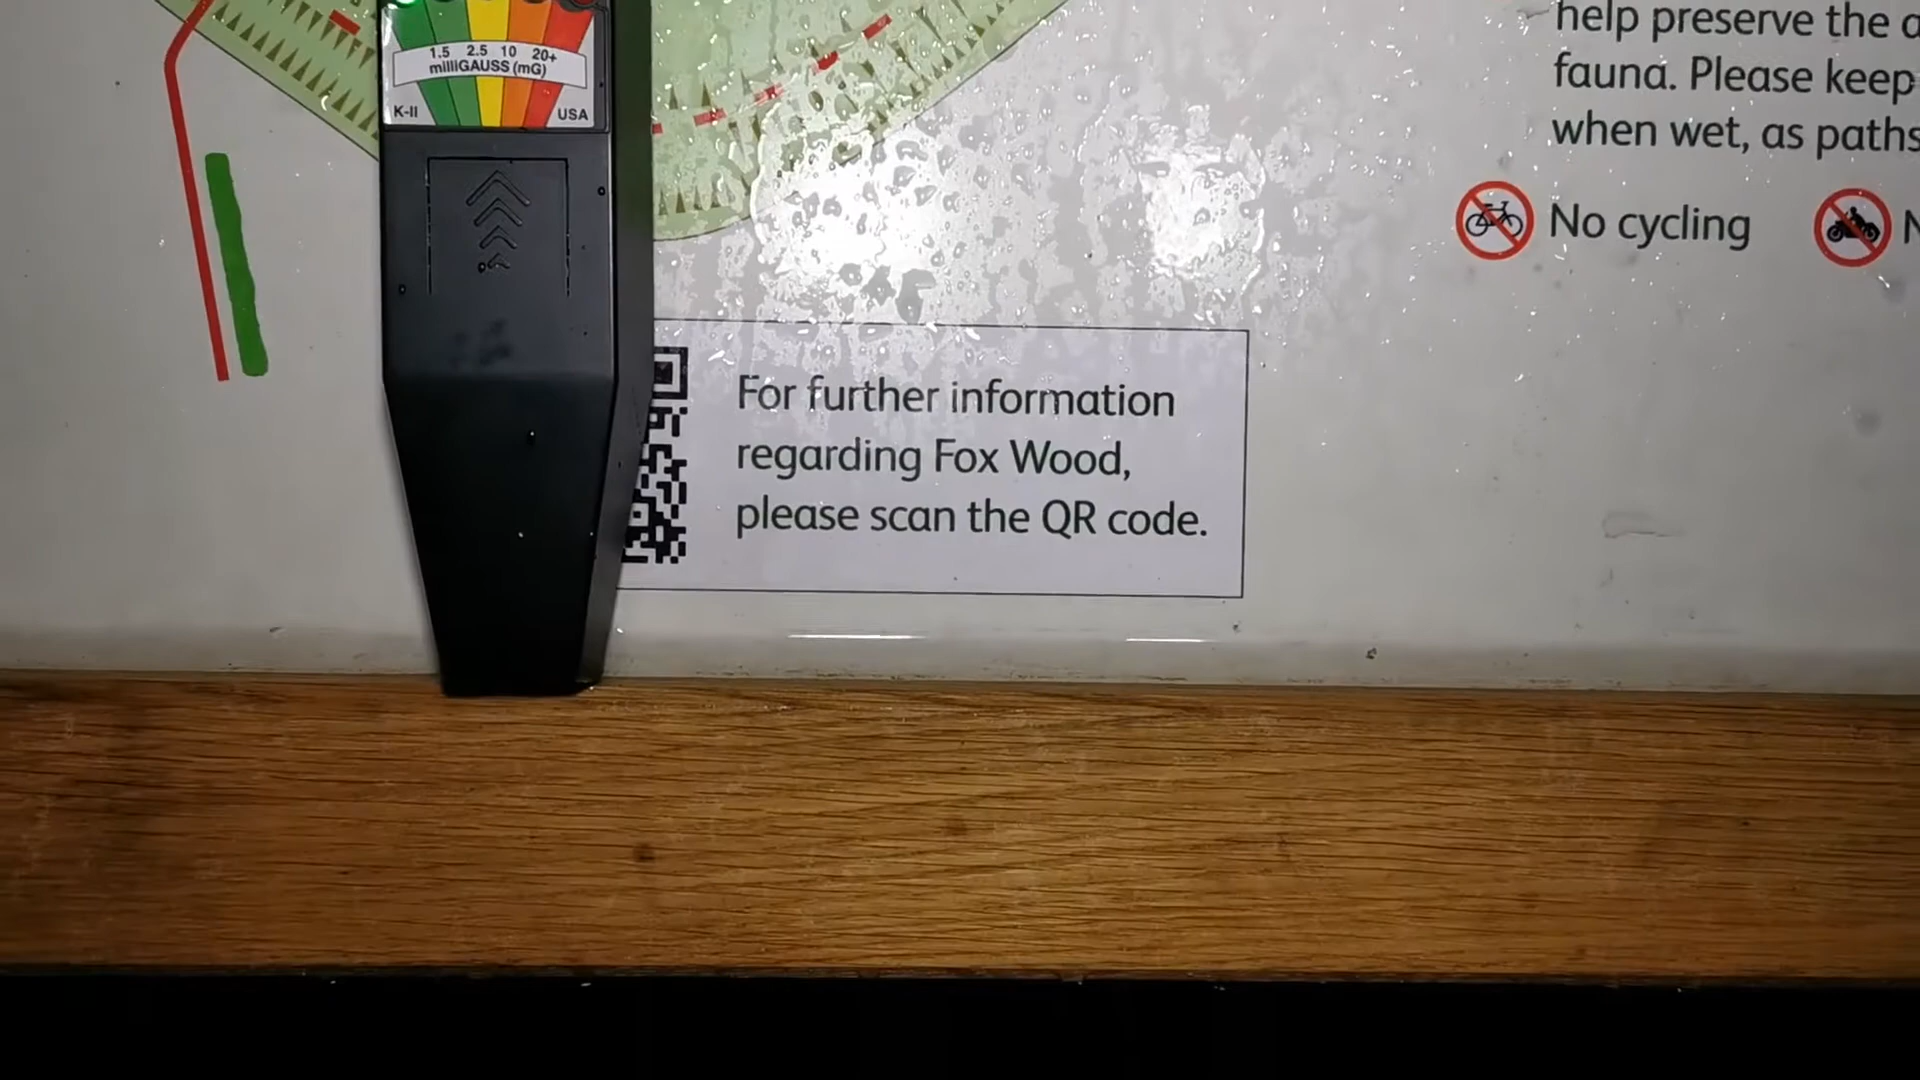 1.5 2.5 10 20+
milliGAUSS (mG)
K-II USA
help preserve the
fauna. Please keep
when wet, as paths
No cycling
For further information
regarding Fox Wood,
please scan the QR code.